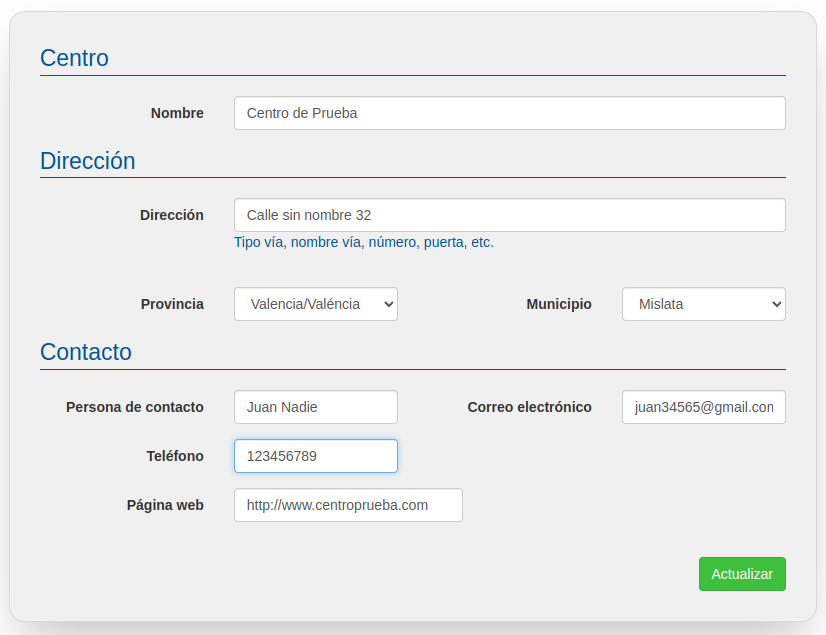 Centro
Nombre Centro de Prueba
Dirección
Dirección Calle sin nombre 32
Tipo vía, nombre vía, número, puerta, etc.
Provincia Valencia/Valéncia Municipio Mislata
Contacto
Persona de contacto Juan Nadie Correo electrónico juan34565@gmail.con
Teléfono 123456789
Página web http://www.centroprueba.com
Actualizar